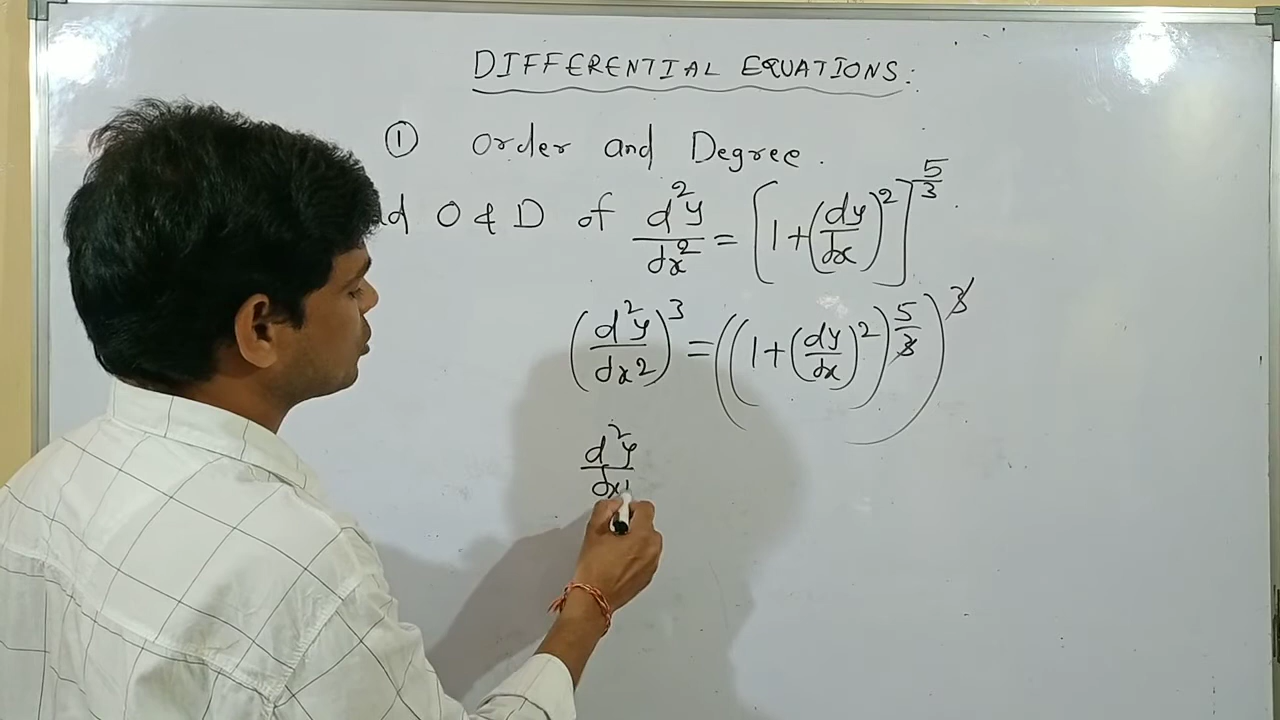 DIFFERENTIAL EQUATIONS:
① Order and Degree.
O & D of d²y/dx² = [1+(dy/dx)²]^5/3.
(d²y/dx2)³ = ((1+(dy/dx)2)^5/3)^3
d²y/dx